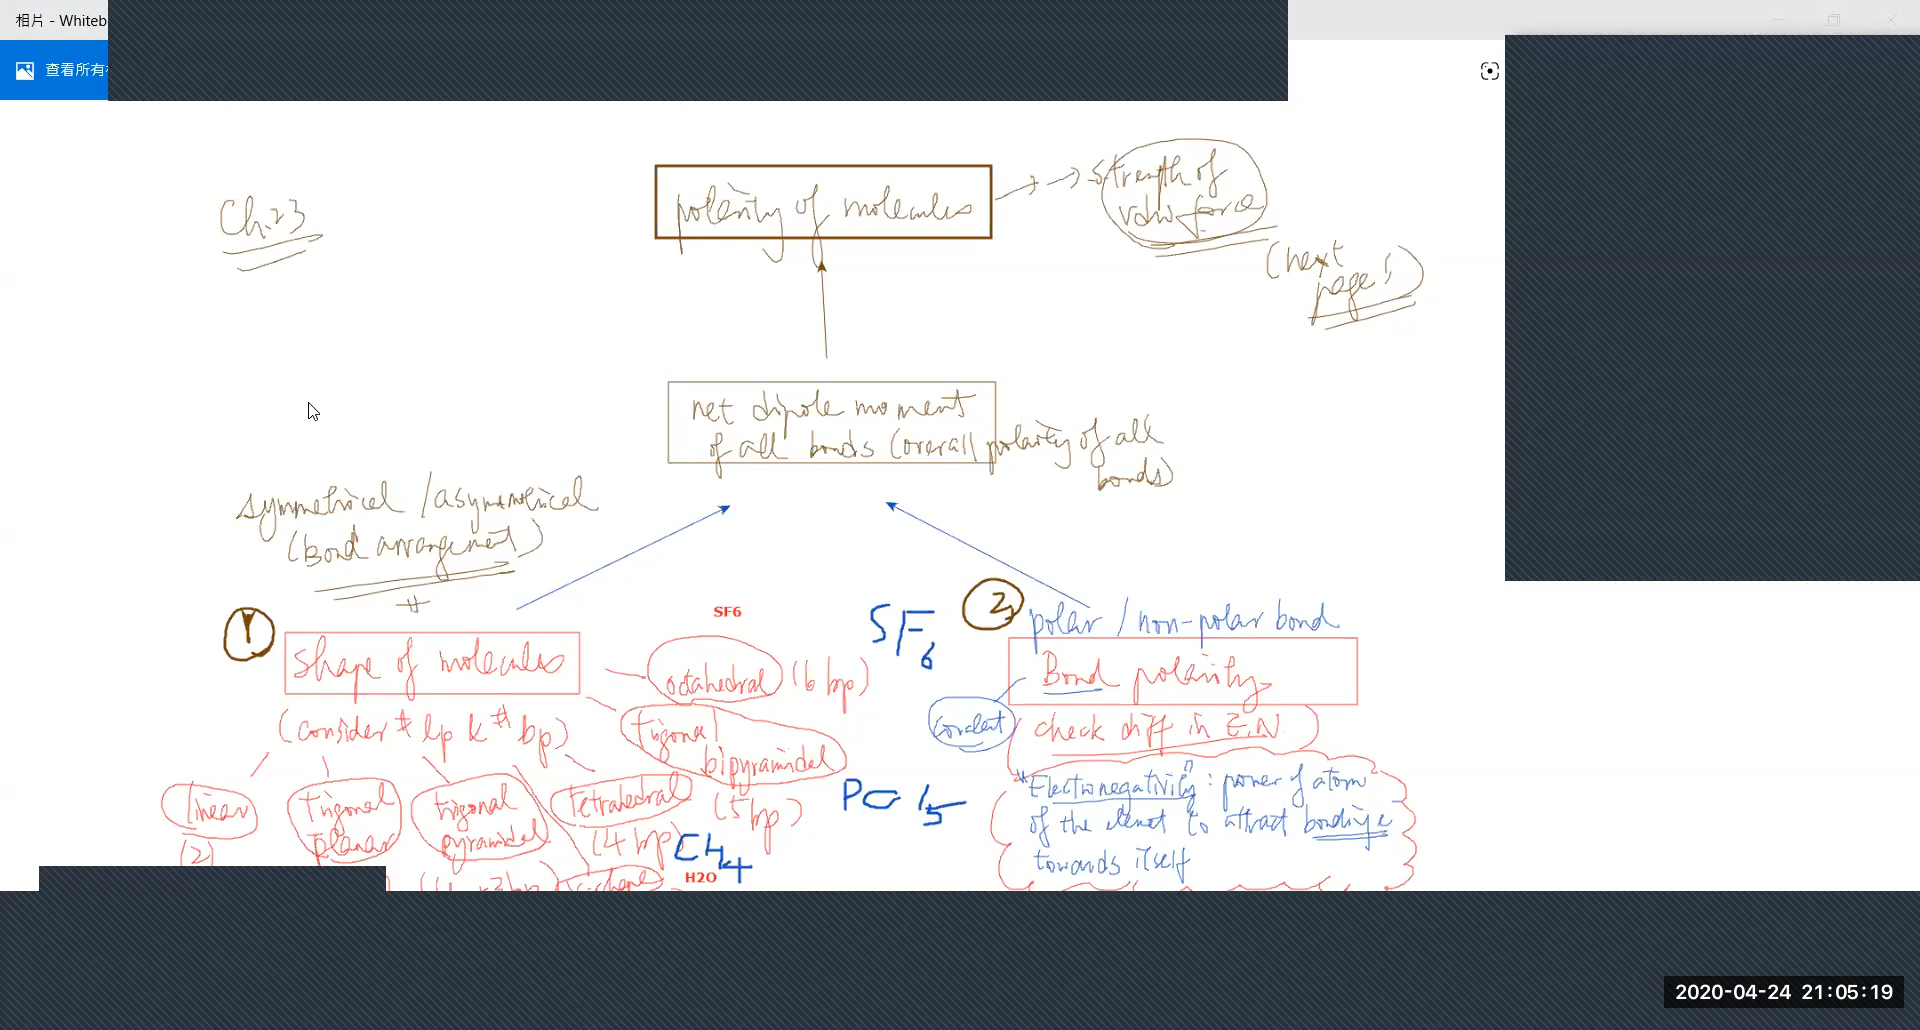 相片 - Whiteb
查看所有
Ch.23
polarity of molecules
strength of
vdw force
(next
page!)
net dipole moment
of all bonds (overall polarity of all
bonds)
symmetrical / asymmetrical
(bond arrangement)
1
shape of molecules
(consider # lp & # bp)
SF6
octahedral (6 bp)
SF6
trigonal
bipyramidal
(5 bp)
PCl5
linear
(2)
trigonal
planar
trigonal
pyramidal
tetrahedral
(4 bp)
CH4
H2O
2
polar / non-polar bond
Bond polarity
covalent
(check diff in E.N.)
*Electronegativity: power of atom
of the element to attract bonding e
towards itself
2020-04-24 21:05:19